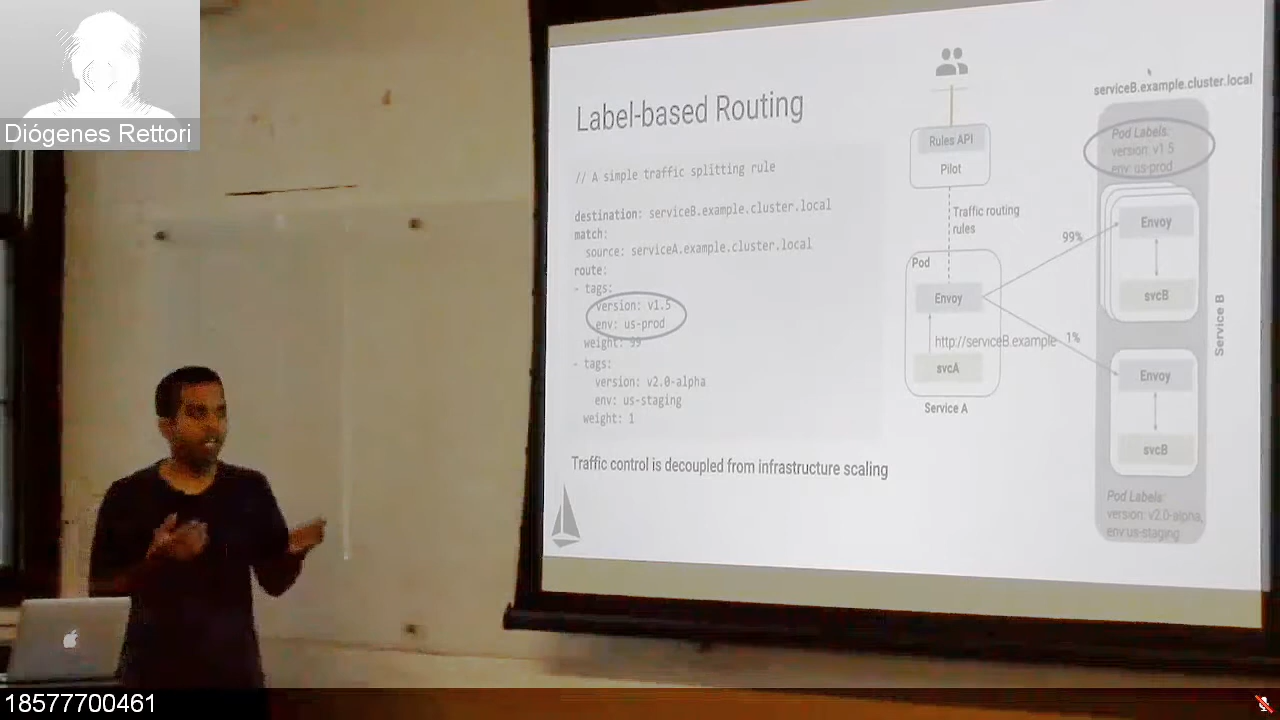 Diógenes Rettori
Label-based Routing
// A simple traffic splitting rule
destination: serviceB.example.cluster.local
match:
source: serviceA.example.cluster.local
route:
- tags:
version: v1.5
env: us-prod
weight: 99
- tags:
version: v2.0-alpha
env: us-staging
weight: 1
Traffic control is decoupled from infrastructure scaling
Rules API
Pilot
Traffic routing
rules
Pod
Envoy
http://serviceB.example
svcA
Service A
99%
1%
serviceB.example.cluster.local
Pod Labels:
version: v1.5
env: us-prod
Envoy
svcB
Envoy
svcB
Service B
Pod Labels:
version: v2.0-alpha,
env:us-staging
18577700461